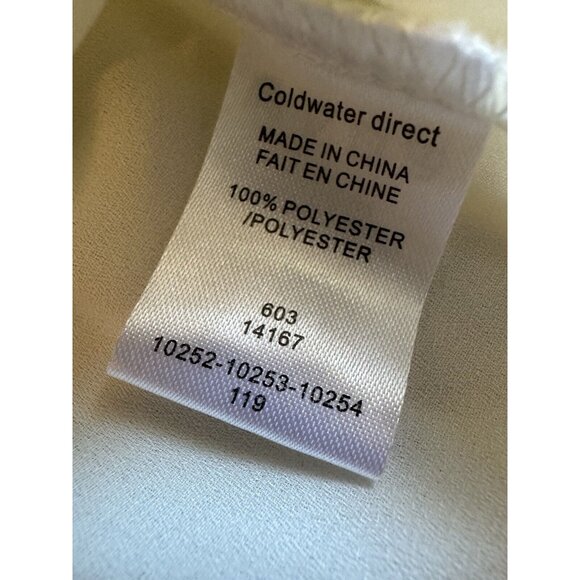 Coldwater direct
MADE IN CHINA
FAIT EN CHINE
100% POLYESTER
/POLYESTER
603
14167
10252-10253-10254
119